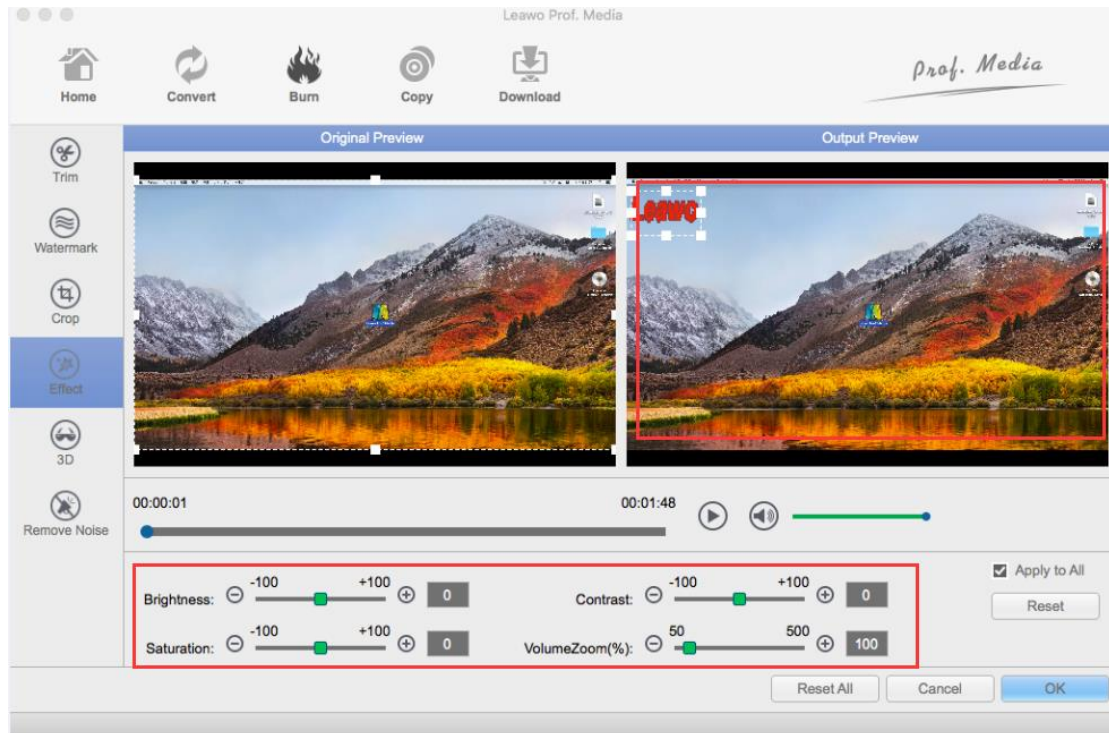 Leawo Prof. Media
Home Convert Burn Copy Download
Prof. Media
Original Preview Output Preview
Trim
Watermark
Crop
Effect
3D
Remove Noise
Leawo
00:00:01 00:01:48
Brightness: -100 +100 0 Contrast: -100 +100 0
Saturation: -100 +100 0 VolumeZoom(%): 50 500 100
Apply to All
Reset
Reset All Cancel OK